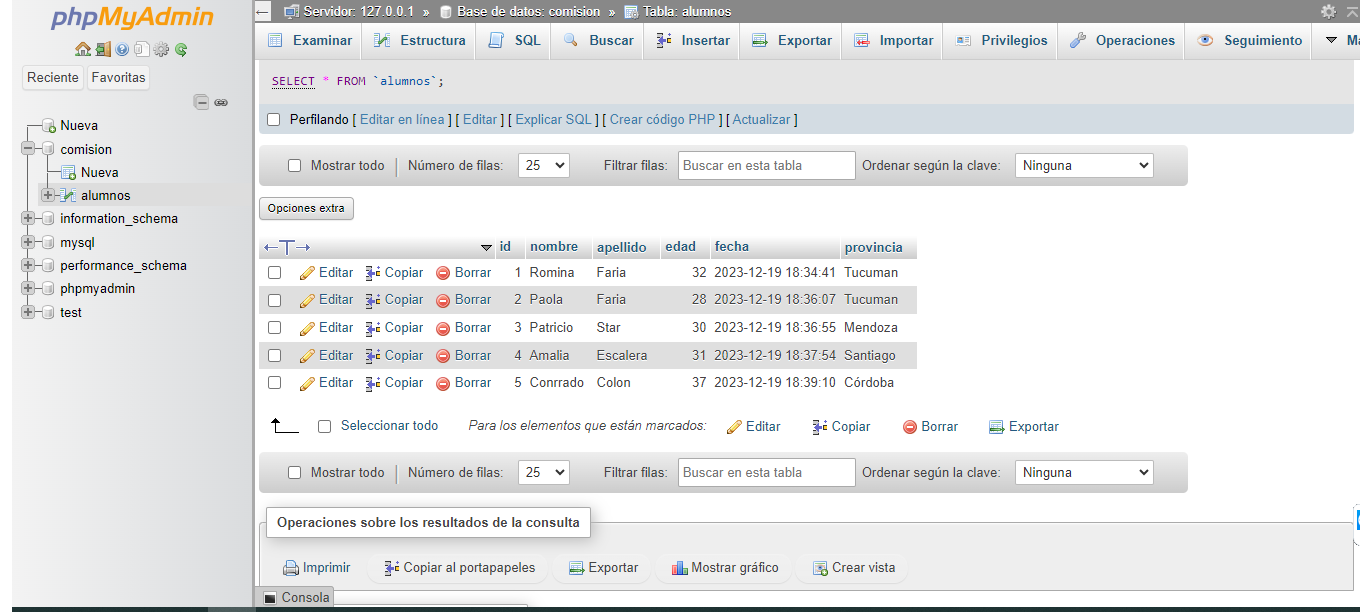 phpMyAdmin
Reciente Favoritas
Nueva
comision
Nueva
alumnos
information_schema
mysql
performance_schema
phpmyadmin
test
Servidor: 127.0.0.1 » Base de datos: comision » Tabla: alumnos
Examinar Estructura SQL Buscar Insertar Exportar Importar Privilegios Operaciones Seguimiento
SELECT * FROM `alumnos`;
Perfilando [ Editar en línea ] [ Editar ] [ Explicar SQL ] [ Crear código PHP ] [ Actualizar ]
Mostrar todo Número de filas: 25 Filtrar filas: Buscar en esta tabla Ordenar según la clave: Ninguna
Opciones extra
←T→ id nombre apellido edad fecha provincia
Editar Copiar Borrar 1 Romina Faria 32 2023-12-19 18:34:41 Tucuman
Editar Copiar Borrar 2 Paola Faria 28 2023-12-19 18:36:07 Tucuman
Editar Copiar Borrar 3 Patricio Star 30 2023-12-19 18:36:55 Mendoza
Editar Copiar Borrar 4 Amalia Escalera 31 2023-12-19 18:37:54 Santiago
Editar Copiar Borrar 5 Conrrado Colon 37 2023-12-19 18:39:10 Córdoba
Seleccionar todo Para los elementos que están marcados: Editar Copiar Borrar Exportar
Mostrar todo Número de filas: 25 Filtrar filas: Buscar en esta tabla Ordenar según la clave: Ninguna
Operaciones sobre los resultados de la consulta
Imprimir Copiar al portapapeles Exportar Mostrar gráfico Crear vista
Consola